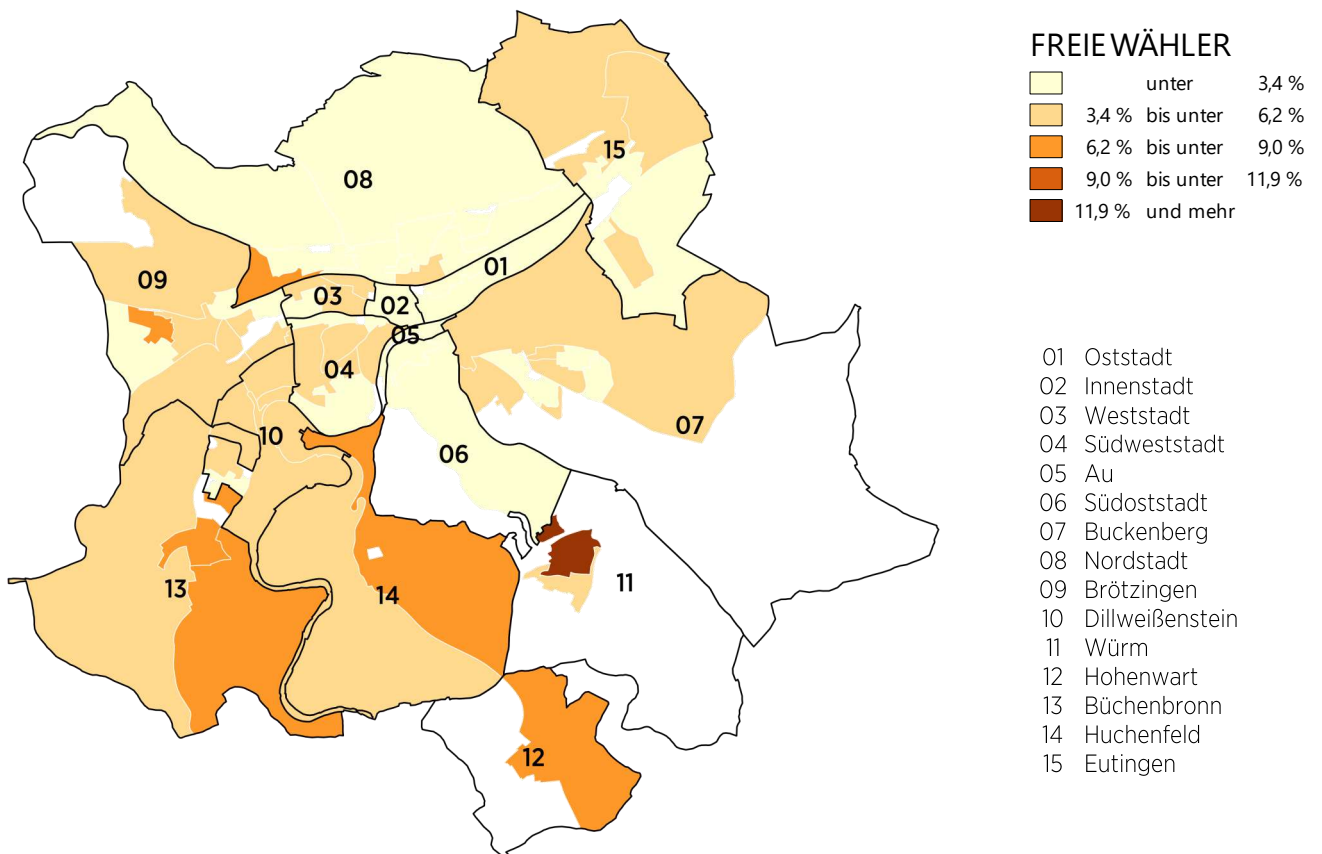 FREIE WÄHLER
unter 3,4 %
3,4 % bis unter 6,2 %
6,2 % bis unter 9,0 %
9,0 % bis unter 11,9 %
11,9 % und mehr
15
08
01
09
03
02
05
04
07
10
06
11
13
14
12
01 Oststadt
02 Innenstadt
03 Weststadt
04 Südweststadt
05 Au
06 Südoststadt
07 Buckenberg
08 Nordstadt
09 Brötzingen
10 Dillweißenstein
11 Würm
12 Hohenwart
13 Büchenbronn
14 Huchenfeld
15 Eutingen